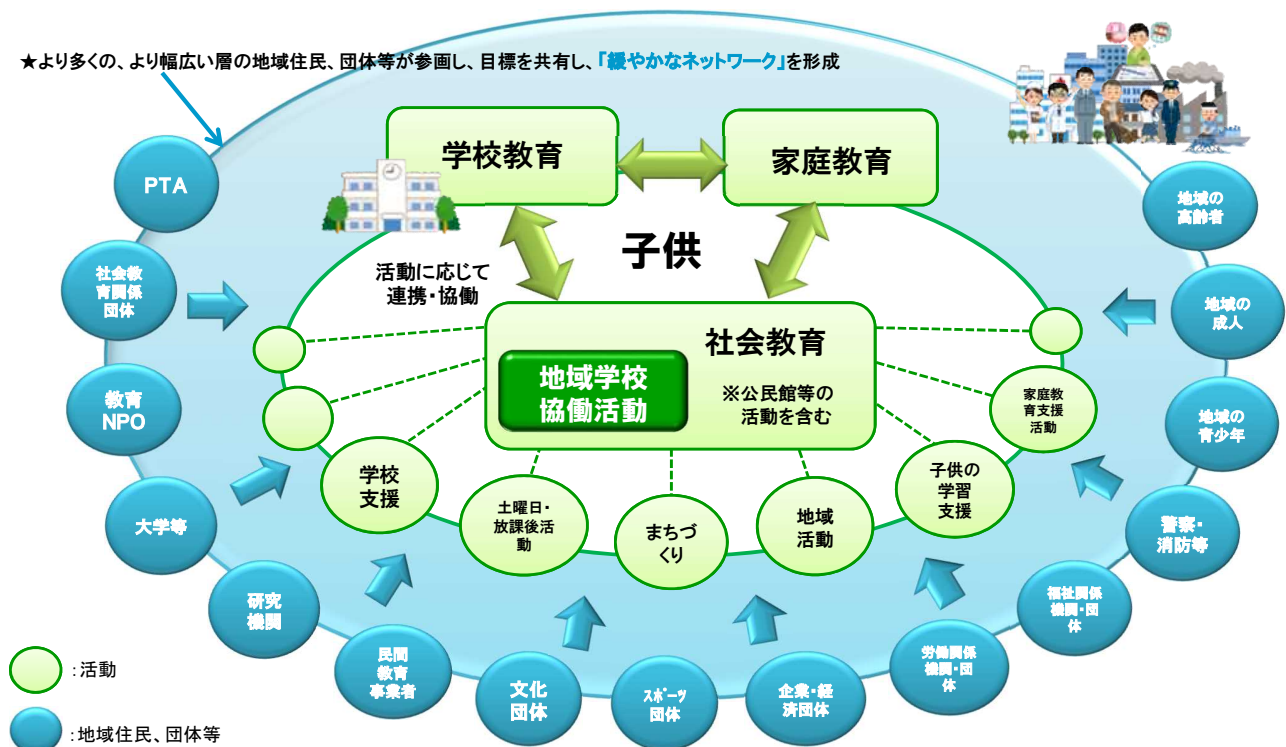 ★より多くの、より幅広い層の地域住民、団体等が参画し、目標を共有し、「緩やかなネットワーク」を形成
学校教育
家庭教育
子供
活動に応じて
連携・協働
社会教育
地域学校
協働活動
※公民館等の
活動を含む
学校
支援
土曜日・
放課後活
動
まちづ
くり
地域
活動
子供の
学習
支援
家庭教
育支援
活動
PTA
社会教
育関係
団体
教育
NPO
大学等
研究
機関
民間
教育
事業者
文化
団体
スポーツ
団体
企業・経
済団体
労働関係
機関・団
体
福祉関係
機関・団
体
警察・
消防等
地域の
青少年
地域の
成人
地域の
高齢者
:活動
:地域住民、団体等